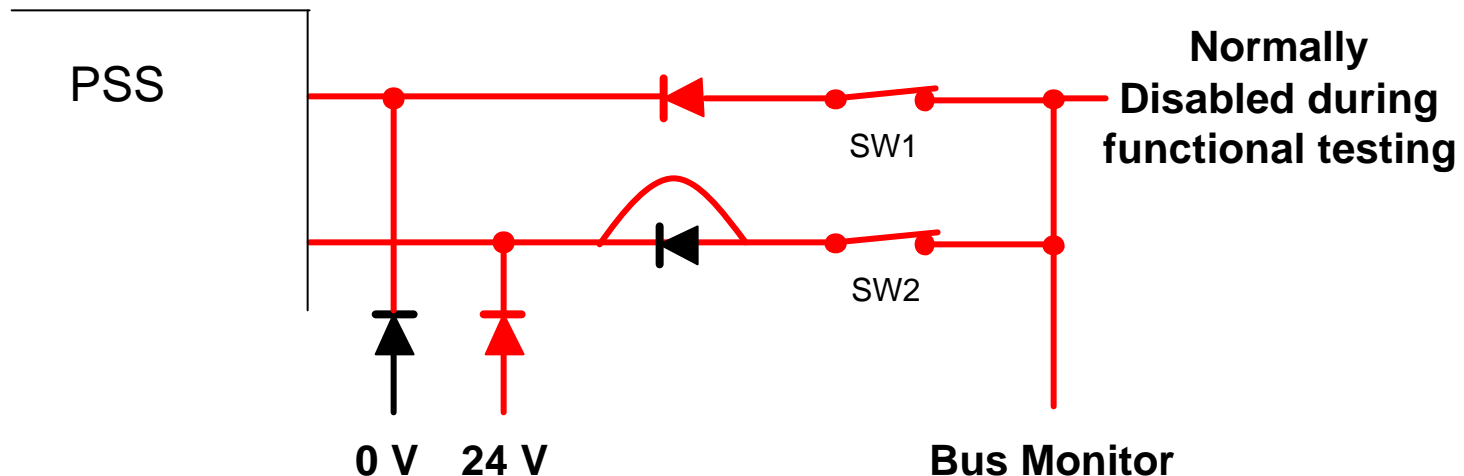 PSS
Normally
Disabled during
functional testing
SW1
SW2
0 V
24 V
Bus Monitor